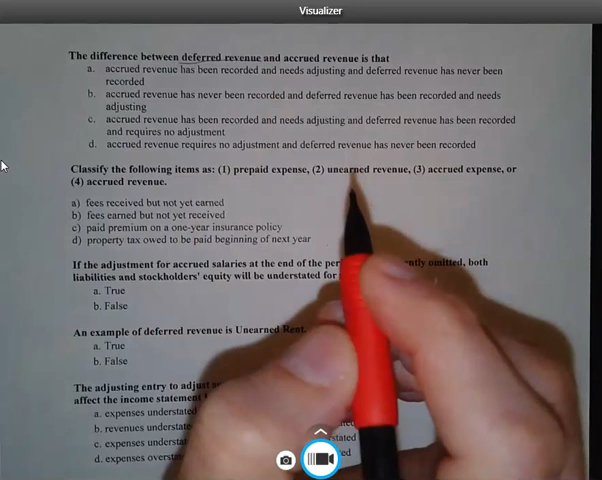 Visualizer
The difference between deferred revenue and accrued revenue is that
a. accrued revenue has been recorded and needs adjusting and deferred revenue has never been
recorded
b. accrued revenue has never been recorded and deferred revenue has been recorded and needs
adjusting
c. accrued revenue has been recorded and needs adjusting and deferred revenue has been recorded
and requires no adjustment
d. accrued revenue requires no adjustment and deferred revenue has never been recorded
Classify the following items as: (1) prepaid expense, (2) unearned revenue, (3) accrued expense, or
(4) accrued revenue.
a) fees received but not yet earned
b) fees earned but not yet received
c) paid premium on a one-year insurance policy
d) property tax owed to be paid beginning of next year
If the adjustment for accrued salaries at the end of the omitted, both
liabilities and stockholders' equity will be understated for
a. True
b. False
An example of deferred revenue is Unearned Rent.
a. True
b. False
The adjusting entry to adjust
affect the income statement
a. expenses understated
b. revenues
c. expenses
d. expenses